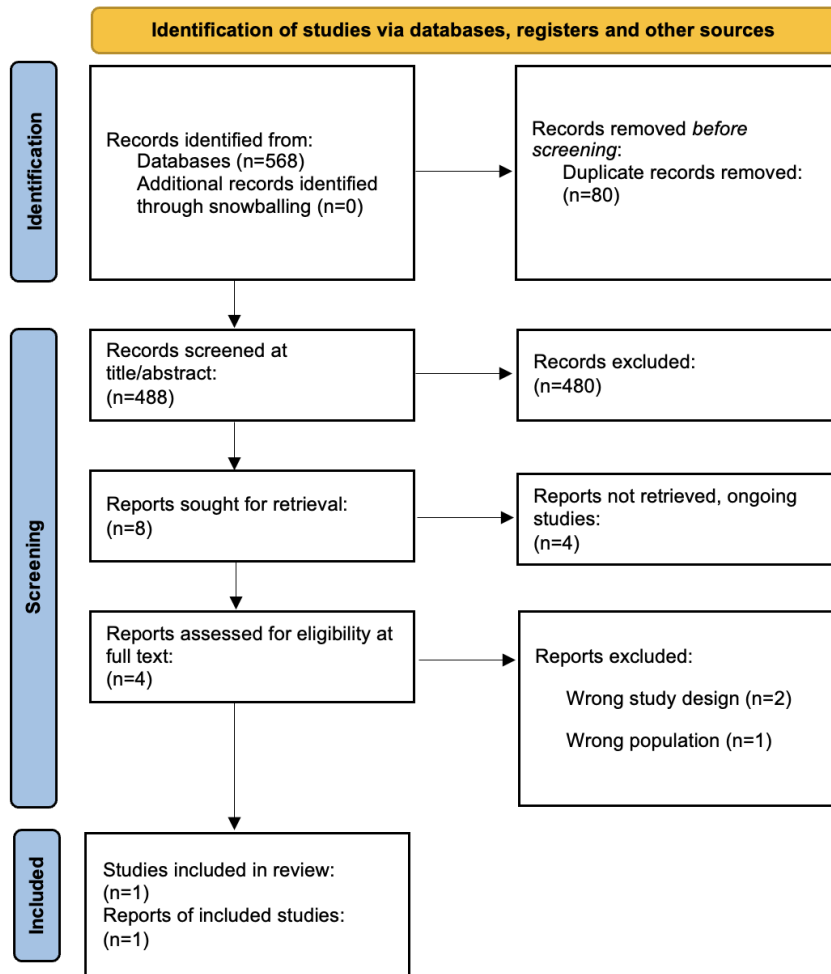 Identification of studies via databases, registers and other sources
Identification
Records identified from:
Databases (n=568)
Additional records identified
through snowballing (n=0)
Records removed before
screening:
Duplicate records removed:
(n=80)
Screening
Records screened at
title/abstract:
(n=488)
Records excluded:
(n=480)
Reports sought for retrieval:
(n=8)
Reports not retrieved, ongoing
studies:
(n=4)
Reports assessed for eligibility at
full text:
(n=4)
Reports excluded:
Wrong study design (n=2)
Wrong population (n=1)
Included
Studies included in review:
(n=1)
Reports of included studies:
(n=1)